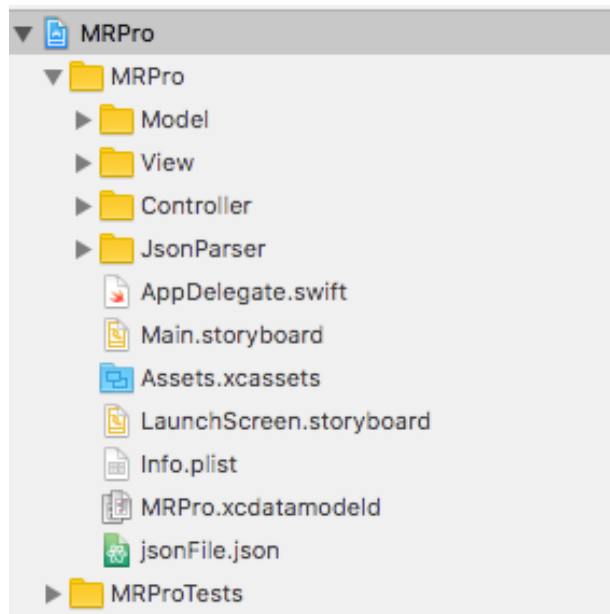 MRPro
MRPro
Model
View
Controller
JsonParser
AppDelegate.swift
Main.storyboard
Assets.xcassets
LaunchScreen.storyboard
Info.plist
MRPro.xcdatamodeld
jsonFile.json
MRProTests